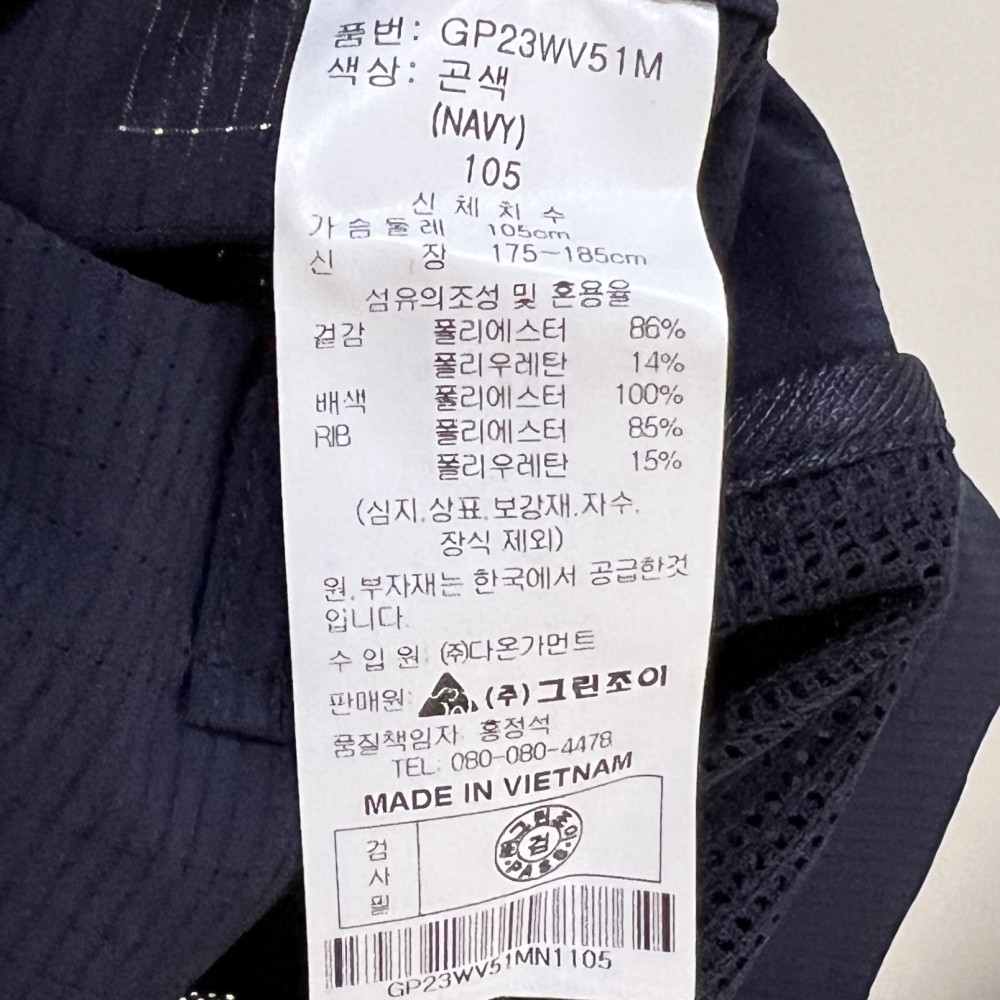 품번: GP23WV51M
색상: 곤색
(NAVY)
105
신 체 치 수
가 슴 둘 레 105cm
신 장 175~185cm
섬유의조성 및 혼용율
겉감 폴리에스터 86%
폴리우레탄 14%
배색 폴리에스터 100%
RIB 폴리에스터 85%
폴리우레탄 15%
(심지.상표.보강재.자수.
장식 제외)
원.부자재는 한국에서 공급한것
입니다.
수 입 원: (주)다온가먼트
판매원: (주)그린조이
품질책임자: 홍정석
TEL: 080-080-4478
MADE IN VIETNAM
검
사
필
㈜그린조이
검
PASS
GP23WV51MN1105